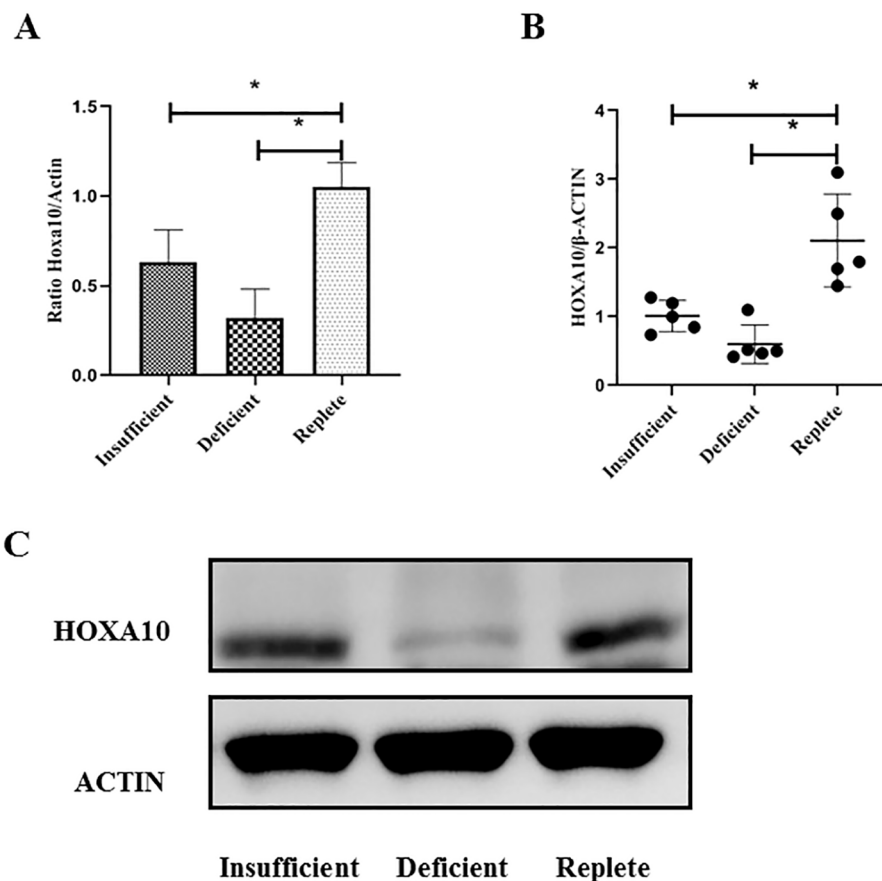 A
B
*
*
Ratio Hoxa10/Actin
1.5
1.0
0.5
0.0
Insufficient
Deficient
Replete
*
*
HOXA10/β-ACTIN
4
3
2
1
0
Insufficient
Deficient
Replete
C
HOXA10
ACTIN
Insufficient Deficient Replete